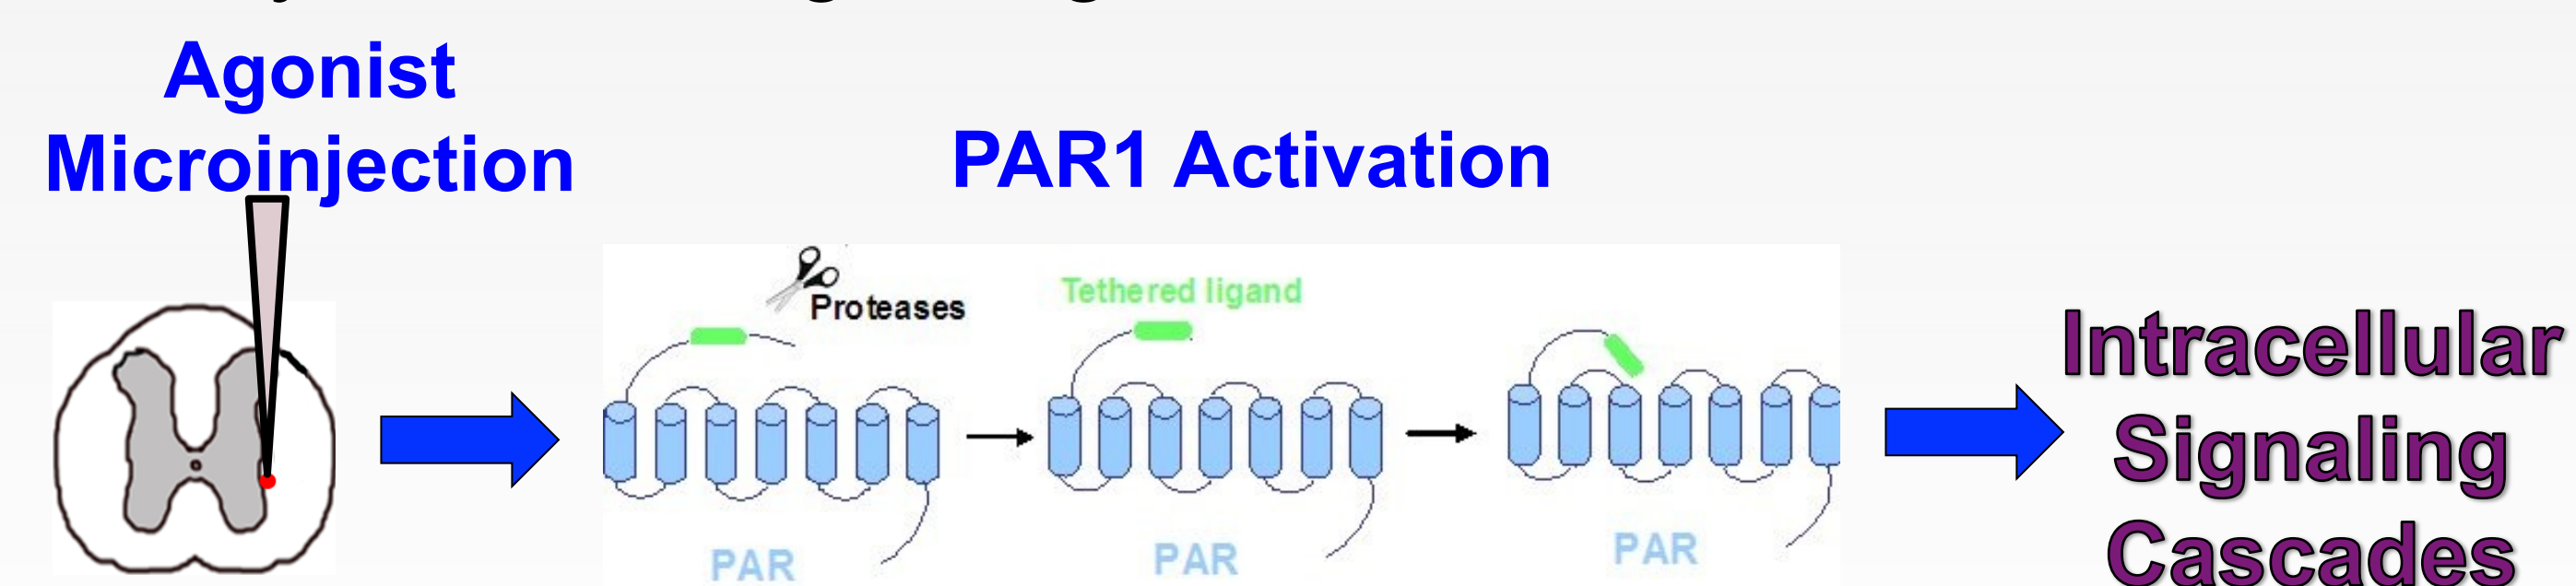 Agonist
Microinjection
PAR1 Activation
Proteases
Tethered ligand
PAR
PAR
PAR
Intracellular
Signaling
Cascades